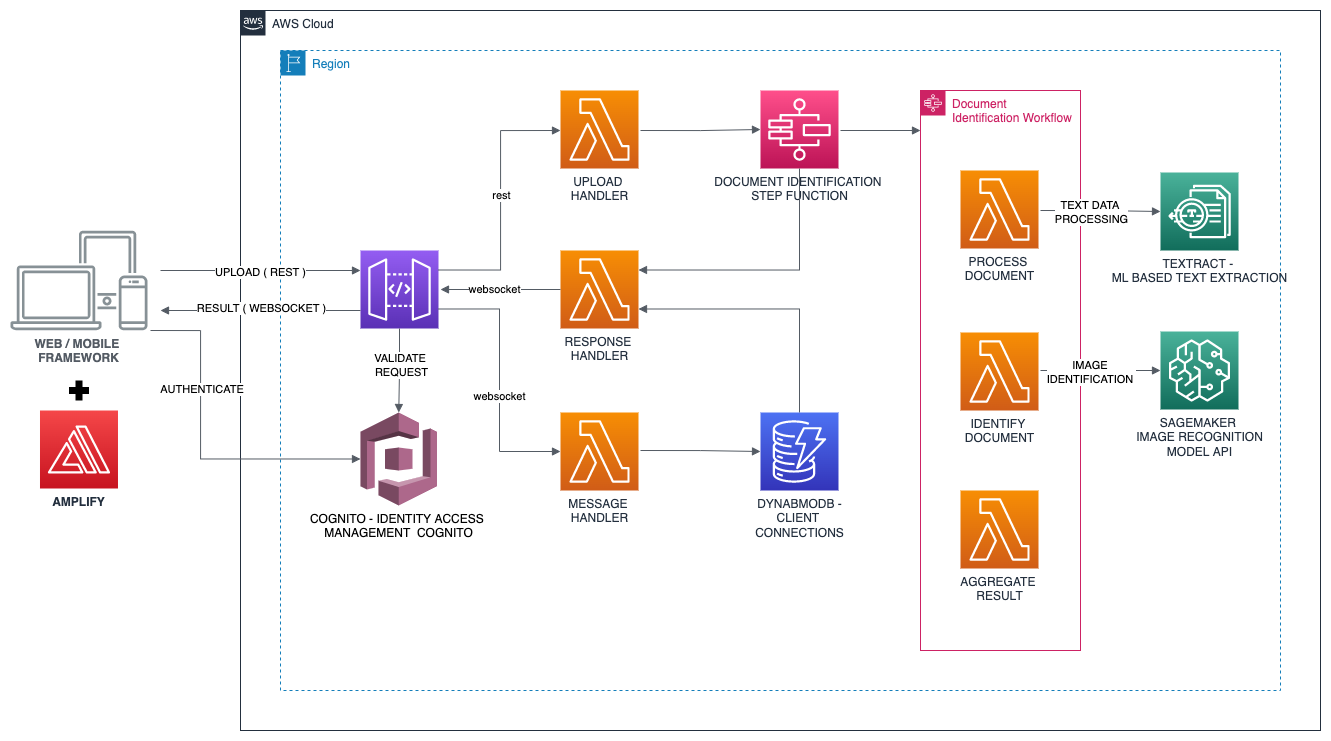 aws
AWS Cloud
Region
Document
Identification Workflow
UPLOAD
HANDLER
DOCUMENT IDENTIFICATION
STEP FUNCTION
rest
TEXT DATA
PROCESSING
PROCESS
DOCUMENT
TEXTRACT -
ML BASED TEXT EXTRACTION
UPLOAD ( REST )
</>
websocket
RESULT ( WEBSOCKET )
WEB / MOBILE
FRAMEWORK
RESPONSE
HANDLER
VALIDATE
REQUEST
AUTHENTICATE
websocket
IMAGE
IDENTIFICATION
IDENTIFY
DOCUMENT
SAGEMAKER
IMAGE RECOGNITION
MODEL API
AMPLIFY
COGNITO - IDENTITY ACCESS
MANAGEMENT COGNITO
MESSAGE
HANDLER
DYNABMODB -
CLIENT
CONNECTIONS
AGGREGATE
RESULT